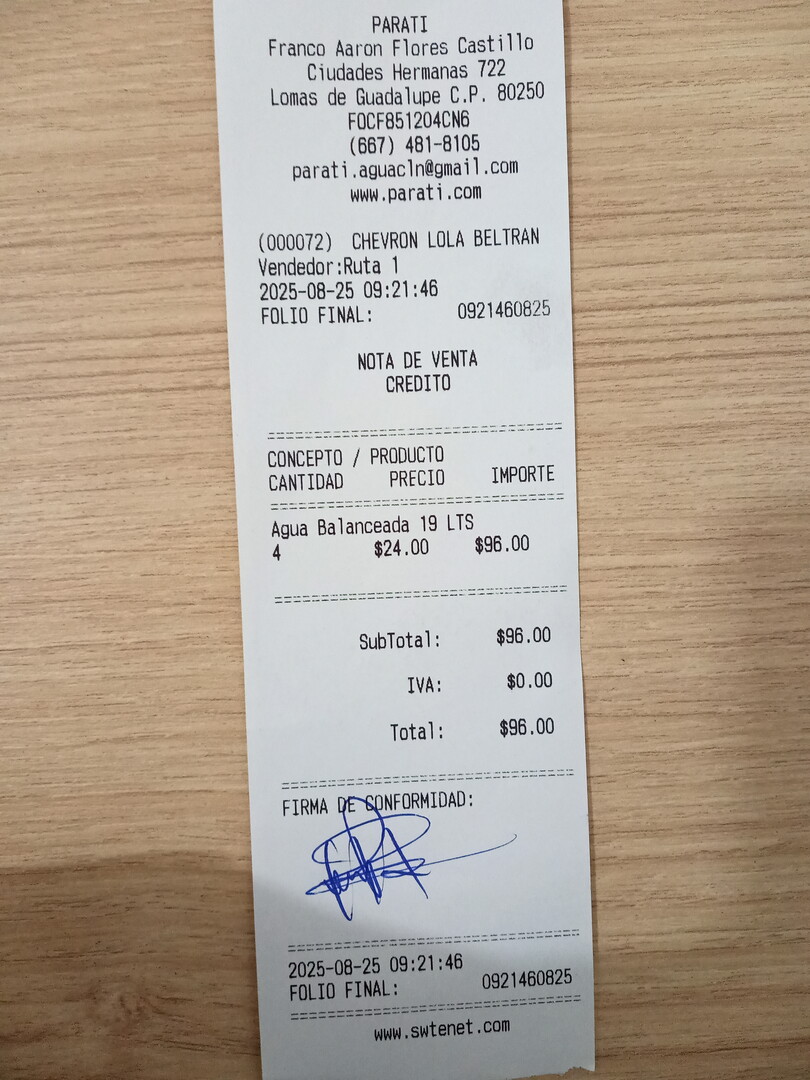 PARATI
Franco Aaron Flores Castillo
Ciudades Hermanas 722
Lomas de Guadalupe C.P. 80250
FOCF851204CN6
(667) 481-8105
parati.aguacln@gmail.com
www.parati.com
(000072) CHEVRON LOLA BELTRAN
Vendedor:Ruta 1
2025-08-25 09:21:46
FOLIO FINAL: 0921460825
NOTA DE VENTA
CREDITO
CONCEPTO / PRODUCTO
CANTIDAD PRECIO IMPORTE
Agua Balanceada 19 LTS
4 $24.00 $96.00
SubTotal: $96.00
IVA: $0.00
Total: $96.00
FIRMA DE CONFORMIDAD:
2025-08-25 09:21:46
FOLIO FINAL: 0921460825
www.swtenet.com